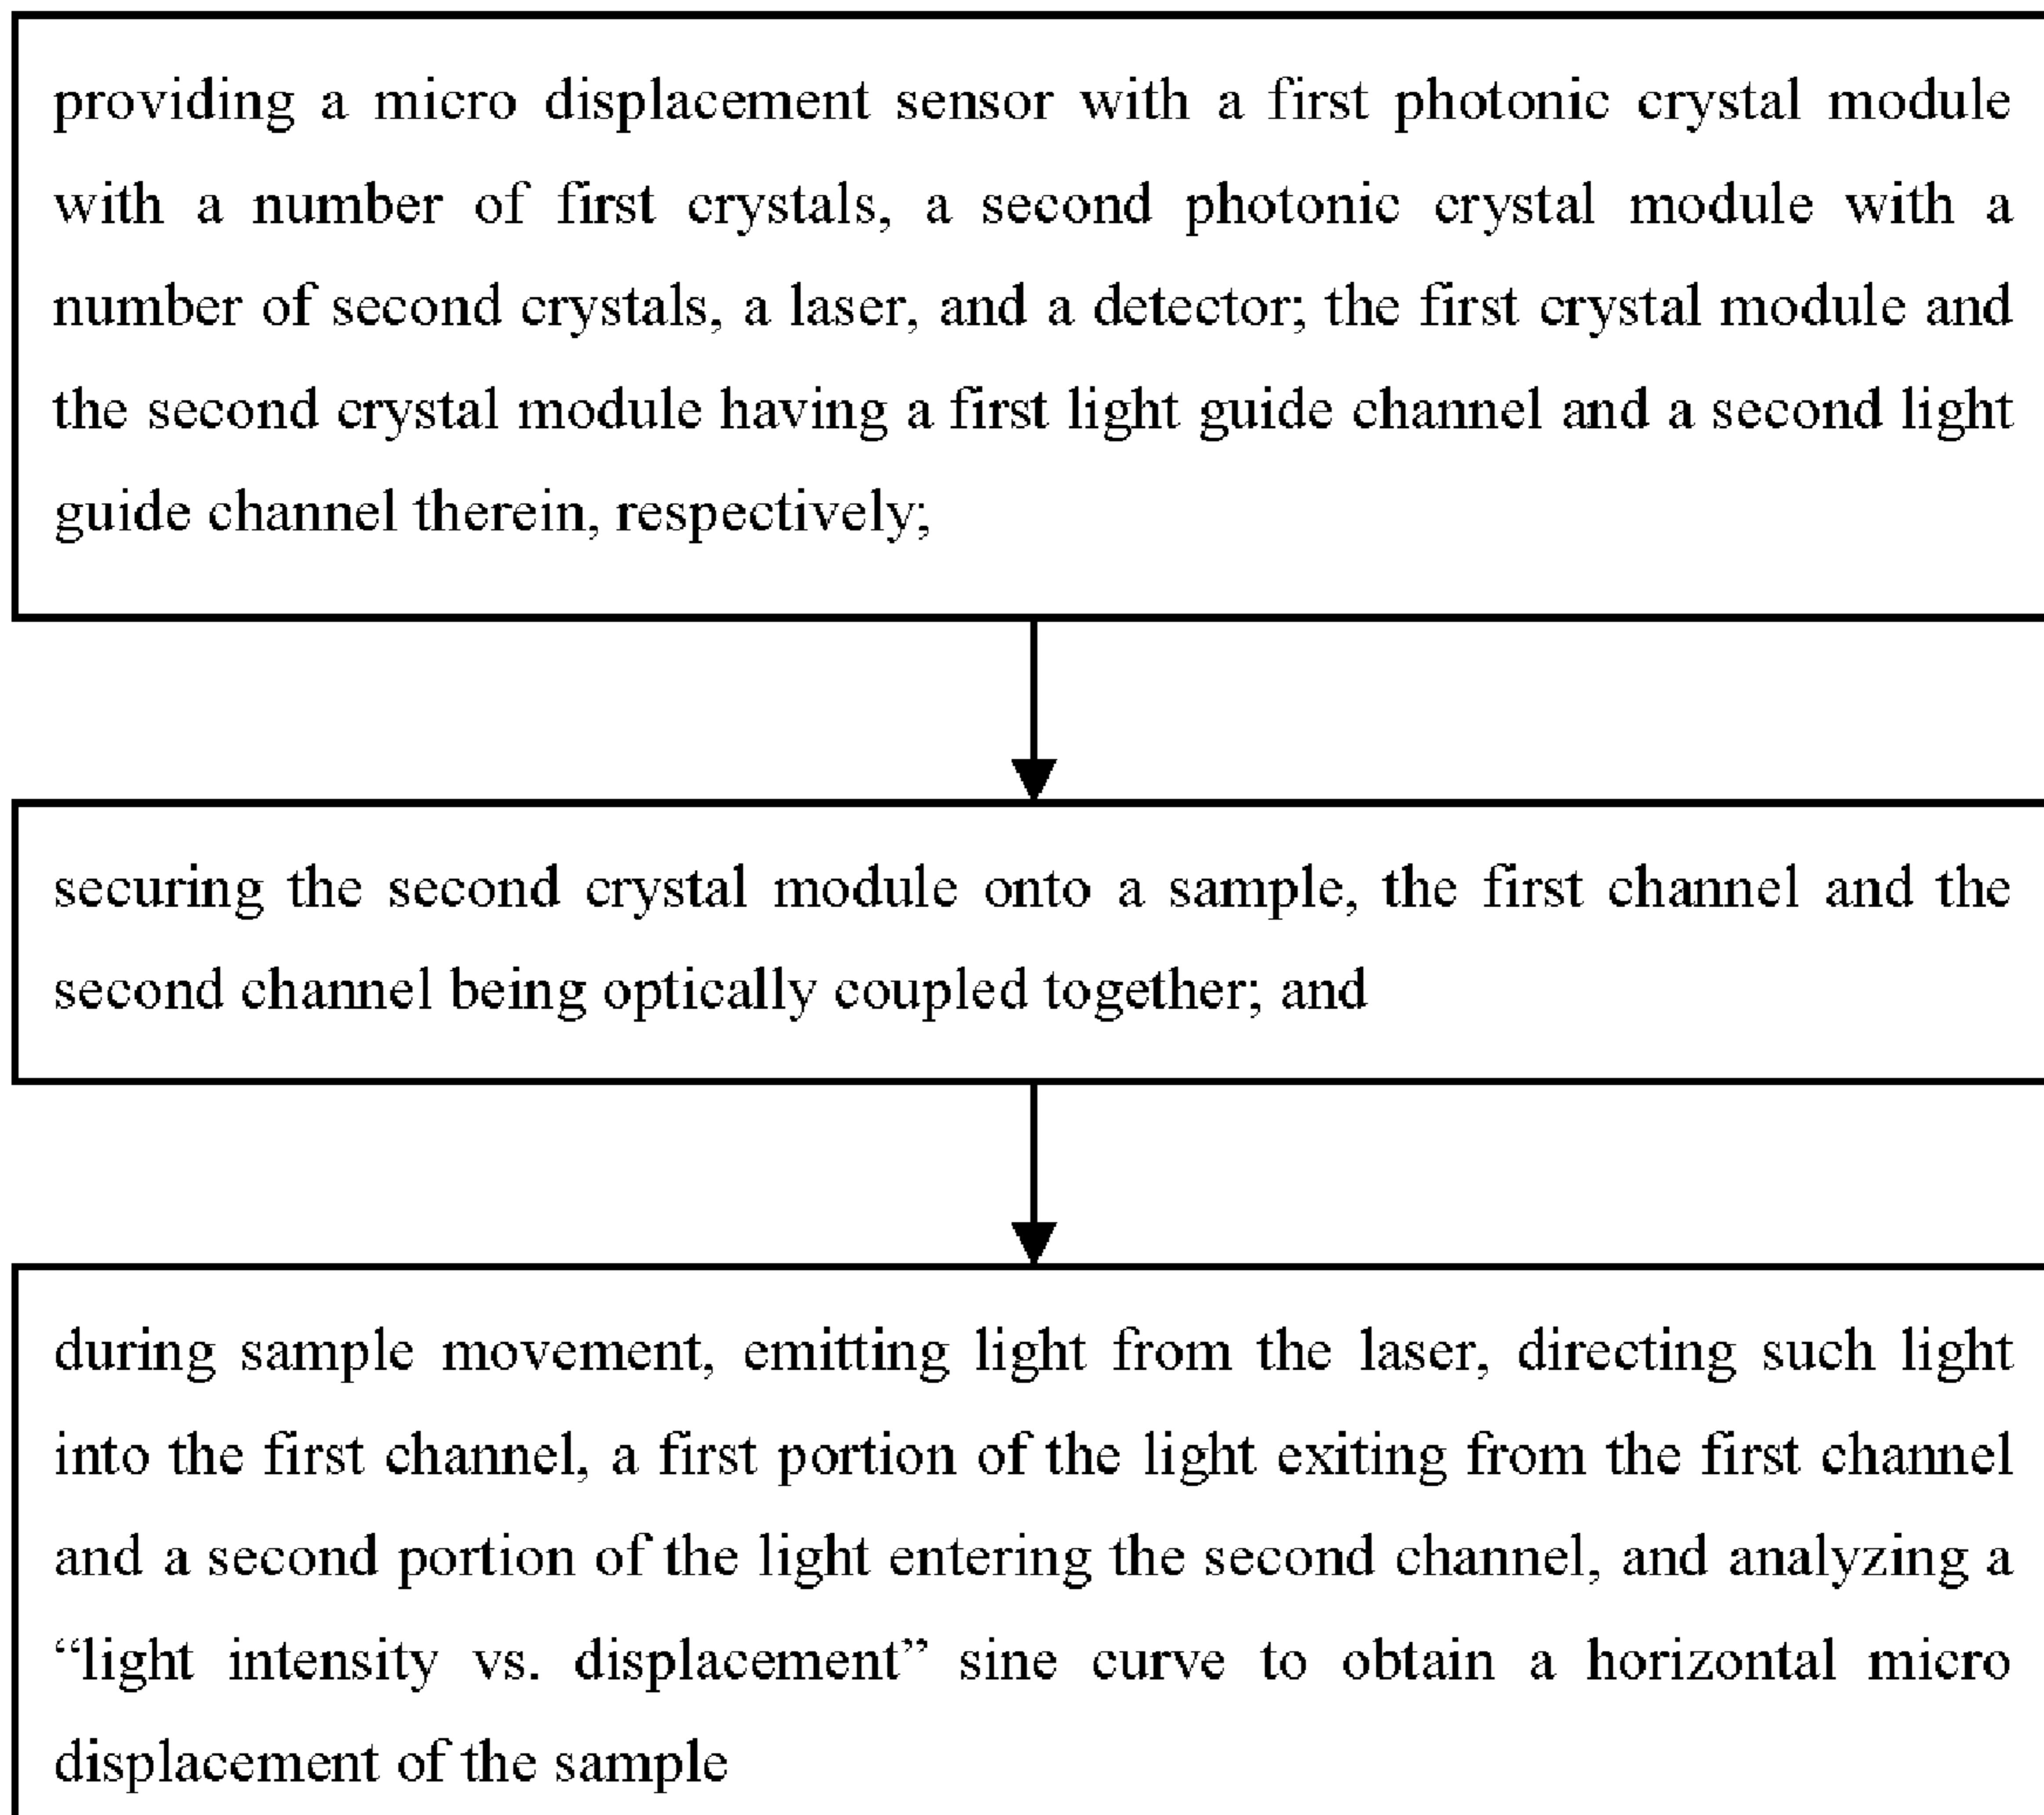 providing a micro displacement sensor with a first photonic crystal module
with a number of first crystals, a second photonic crystal module with a
number of second crystals, a laser, and a detector; the first crystal module and
the second crystal module having a first light guide channel and a second light
guide channel therein, respectively;
securing the second crystal module onto a sample, the first channel and the
second channel being optically coupled together; and
during sample movement, emitting light from the laser, directing such light
into the first channel, a first portion of the light exiting from the first channel
and a second portion of the light entering the second channel, and analyzing a
“light intensity vs. displacement” sine curve to obtain a horizontal micro
displacement of the sample